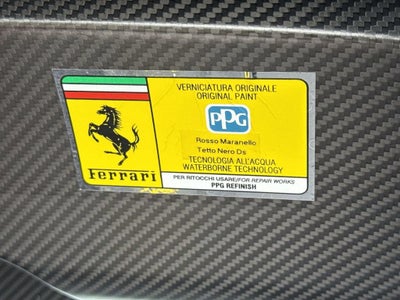 VERNICIATURA ORIGINALE
ORIGINAL PAINT
PPG
Rosso Maranello
Tetto Nero Ds
TECNOLOGIA ALL'ACQUA
WATERBORNE TECHNOLOGY
PER RITOCCHI USARE/FOR REPAIR WORKS
PPG REFINISH
Ferrari